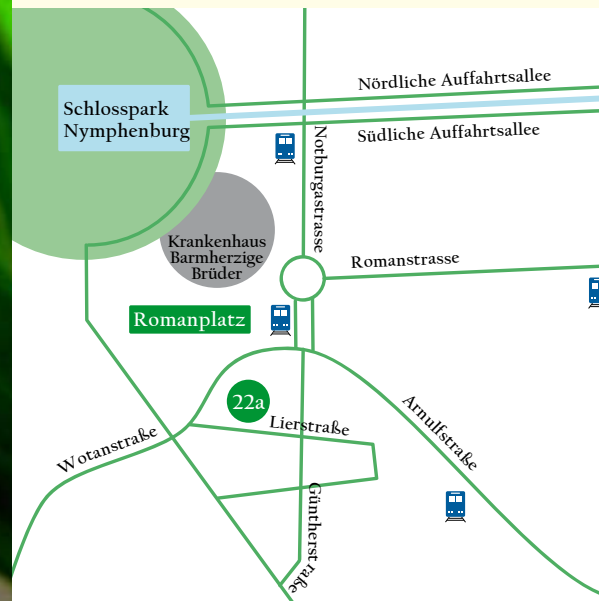 Nördliche Auffahrtsallee
Schlosspark
Nymphenburg
Südliche Auffahrtsallee
Notburgastrasse
Krankenhaus
Barmherzige
Brüder
Romanstrasse
Romanplatz
22a
Lierstraße
Arnulfstraße
Wotanstraße
Güntherstraße